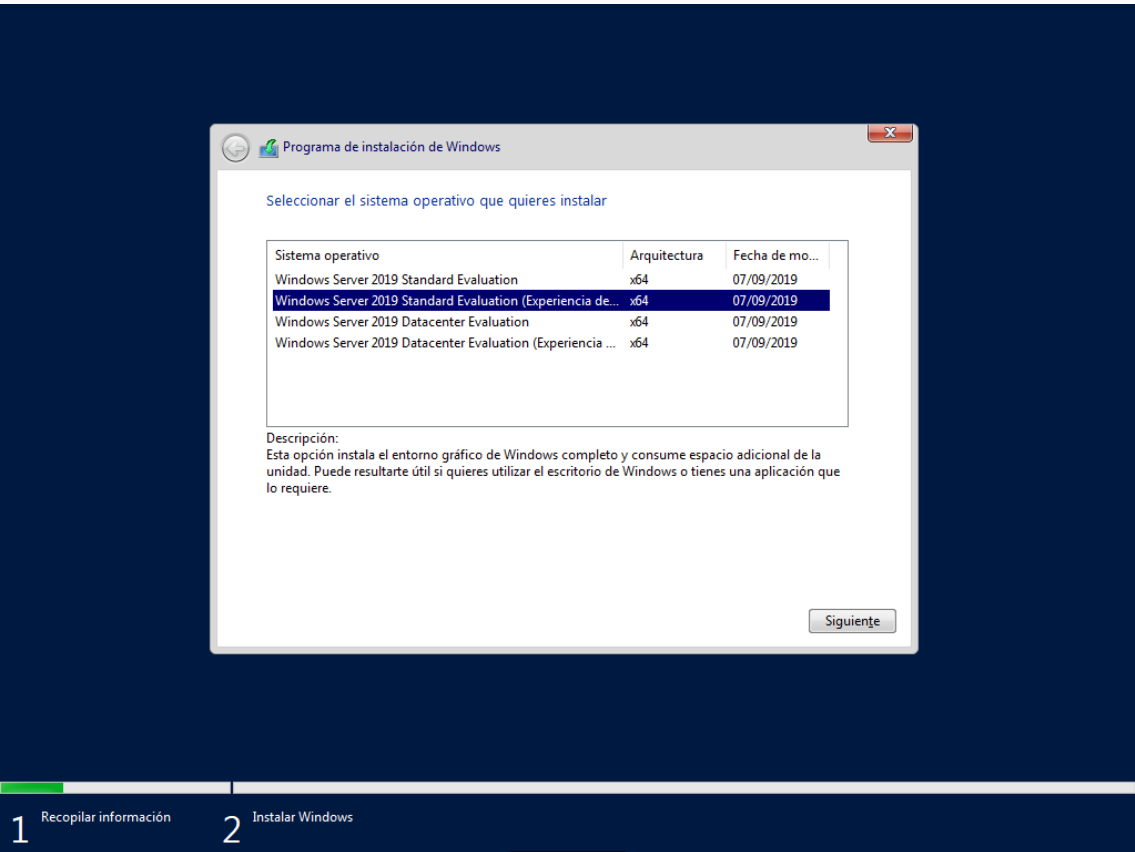 Programa de instalación de Windows
X
Seleccionar el sistema operativo que quieres instalar
Sistema operativo Arquitectura Fecha de mo...
Windows Server 2019 Standard Evaluation x64 07/09/2019
Windows Server 2019 Standard Evaluation (Experiencia de... x64 07/09/2019
Windows Server 2019 Datacenter Evaluation x64 07/09/2019
Windows Server 2019 Datacenter Evaluation (Experiencia ... x64 07/09/2019
Descripción:
Esta opción instala el entorno gráfico de Windows completo y consume espacio adicional de la
unidad. Puede resultarte útil si quieres utilizar el escritorio de Windows o tienes una aplicación que
lo requiere.
Siguiente
1 Recopilar información 2 Instalar Windows